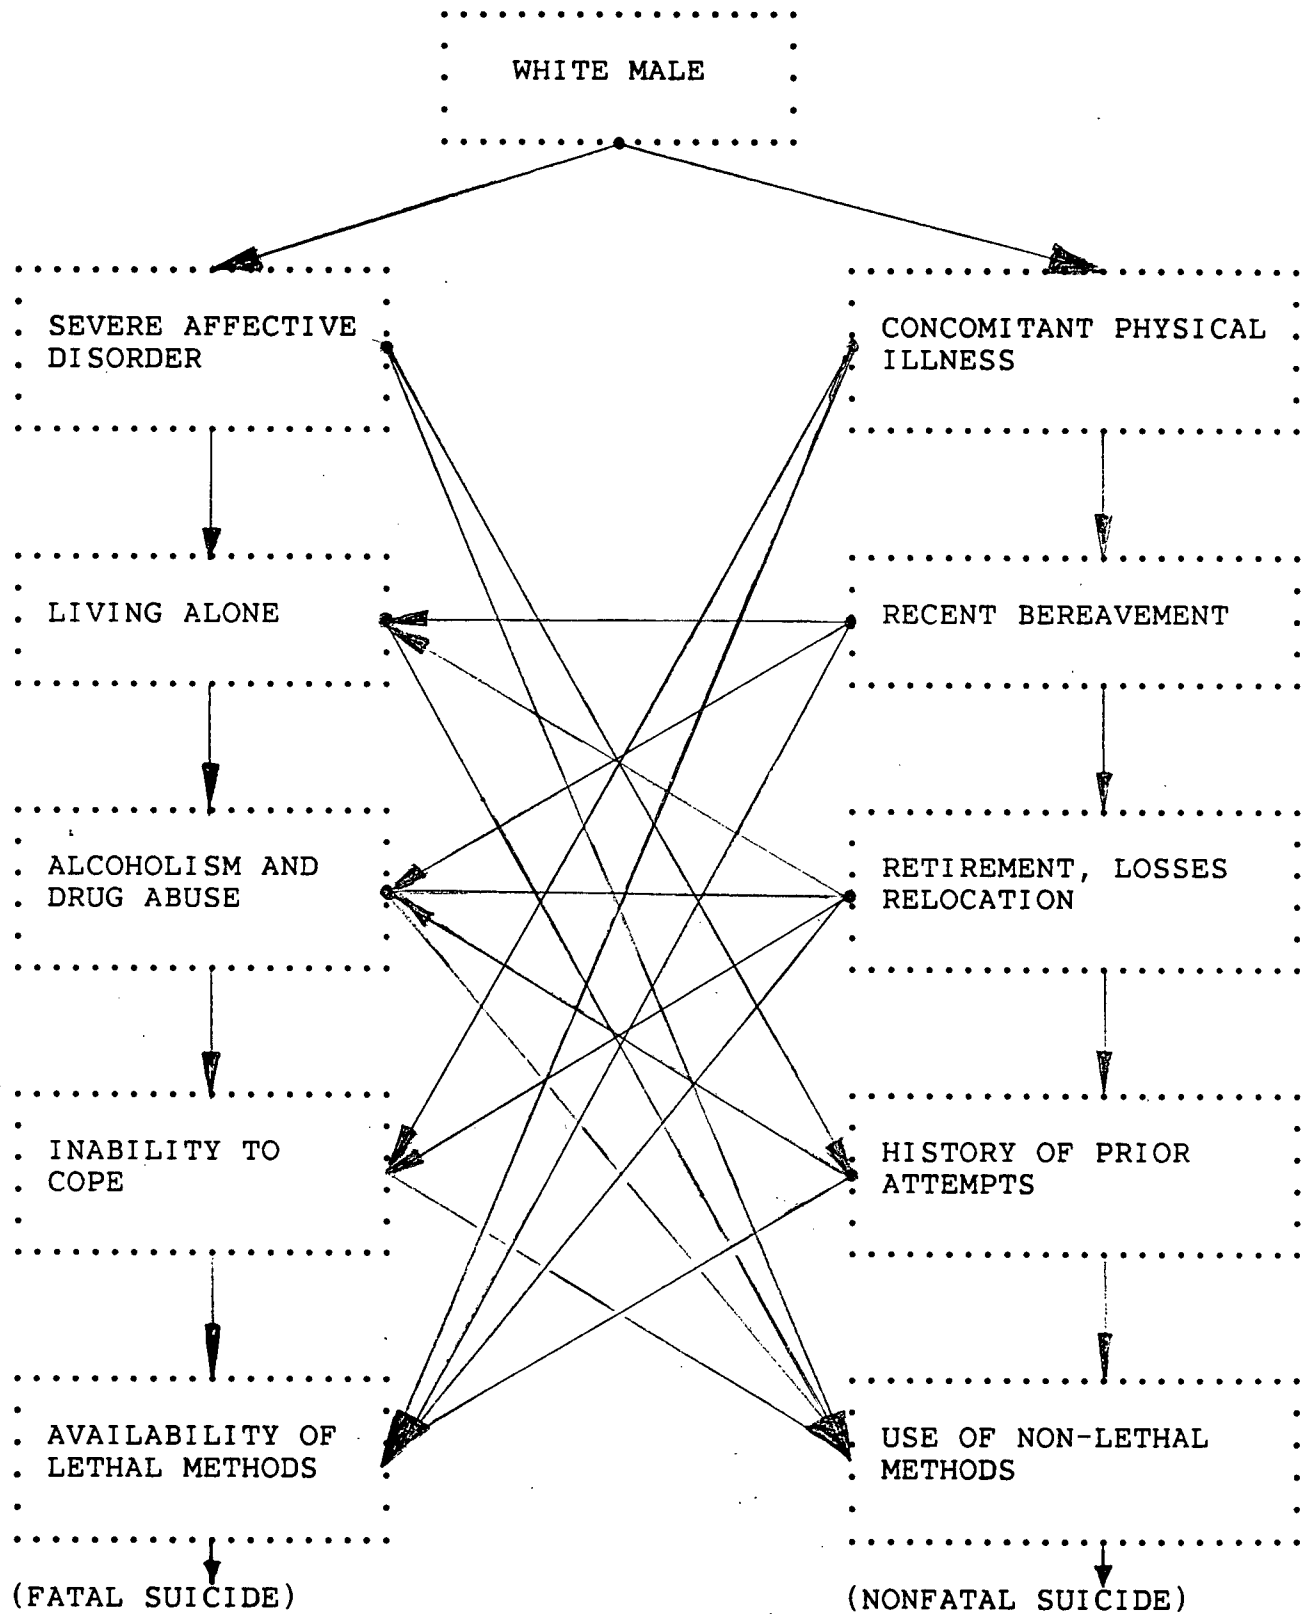 WHITE MALE
SEVERE AFFECTIVE
DISORDER
CONCOMITANT PHYSICAL
ILLNESS
LIVING ALONE
RECENT BEREAVEMENT
ALCOHOLISM AND
DRUG ABUSE
RETIREMENT, LOSSES
RELOCATION
INABILITY TO
COPE
HISTORY OF PRIOR
ATTEMPTS
AVAILABILITY OF
LETHAL METHODS
USE OF NON-LETHAL
METHODS
(FATAL SUICIDE)
(NONFATAL SUICIDE)